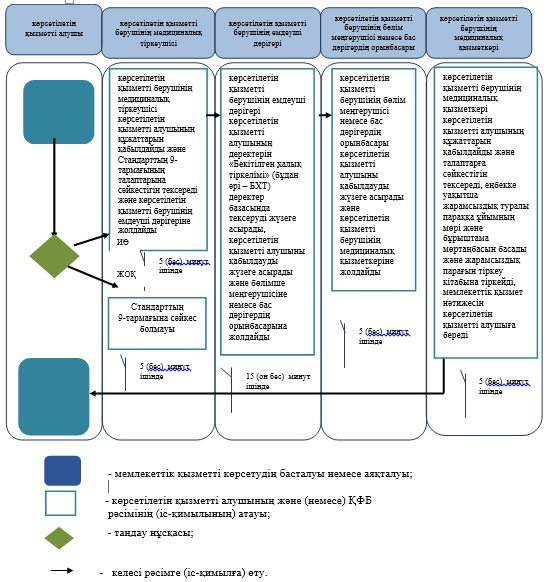 көрсетілетін
қызметті алушы
көрсетілетін қызметті
берушінің медициналық
тіркеушісі
көрсетілетін қызметті
берушінің емдеуші
дәрігері
көрсетілетін қызметті
берушінің бөлім
меңгерушісі немесе бас
дәрігердің орынбасары
көрсетілетін қызметті
берушінің
медициналық
қызметкері
көрсетілетін
қызметті берушінің
медициналық
тіркеушісі
көрсетілетін
қызметті алушының
құжаттарын
қабылдайды және
Стандарттың 9-
тармағының
талаптарына
сәйкестігін тексереді
және көрсетілетін
қызметті берушінің
емдеуші дәрігеріне
жолдайды
ИӘ
5 (бес) минут
ішінде
ЖОҚ
Стандарттың
9-тармағына сәйкес
болмауы
5 (бес) минут
ішінде
көрсетілетін
қызметті
берушінің емдеуші
дәрігері
көрсетілетін
қызметті
алушының
деректерін
«Бекітілген халық
тіркелімі» (бұдан
әрі – БХТ)
деректер
базасында
тексеруді жүзеге
асырады,
көрсетілетін
қызметті алушыны
қабылдауды
жүзеге асырады
және бөлімше
меңгерушісіне
немесе бас
дәрігердің
орынбасарына
жолдайды
15 (он бес) минут
ішінде
көрсетілетін
қызметті
берушінің бөлім
меңгерушісі
немесе бас
дәрігердің
орынбасары
көрсетілетін
қызметті
алушыны
қабылдауды
жүзеге асырады
және
көрсетілетін
қызметті
берушінің
медициналық
қызметкеріне
жолдайды
5 (бес) минут
ішінде
көрсетілетін
қызметті берушінің
медициналық
қызметкері
көрсетілетін
қызметті алушының
құжаттарын
қабылдайды және
талаптарға
сәйкестігін
тексереді, еңбекке
уақытша
жарамсыздық туралы
параққа ұйымның
мөрі және
бұрыштама
мөртаңбасын басады
және жарамсыздық
парағын тіркеу
кітабына тіркейді,
мемлекеттік қызмет
нәтижесін
көрсетілетін
қызметті алушыға
береді
5 (бес) минут
ішінде
- мемлекеттік қызметті көрсетудің басталуы немесе аяқталуы;
- көрсетілетін қызметті алушының және (немесе) ҚФБ
рәсімінің (іс-қимылының) атауы;
- таңдау нұсқасы;
- келесі рәсімге (іс-қимылға) өту.